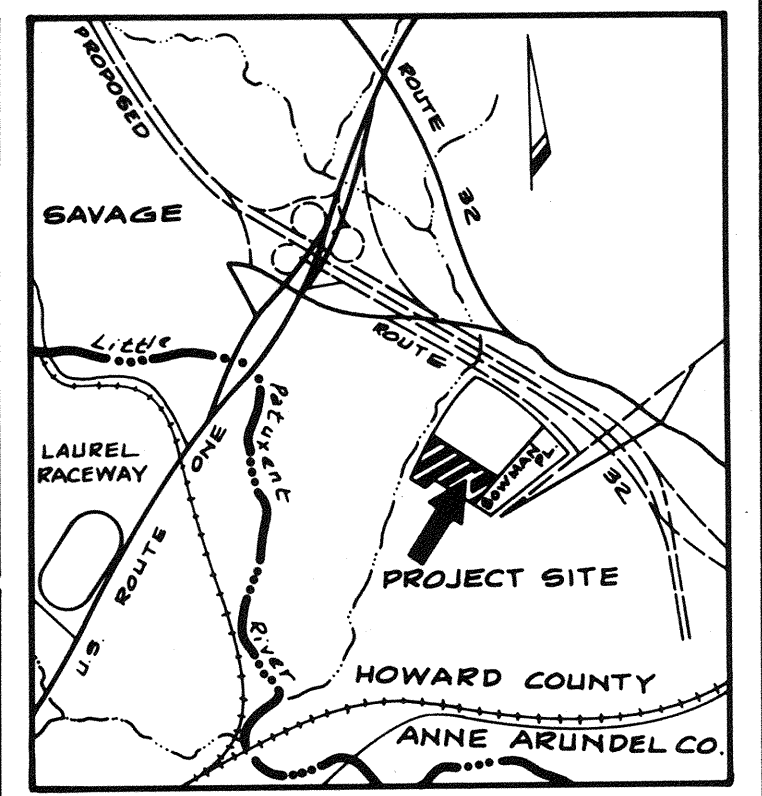 PROPOSED
ROUTE
32
SAVAGE
Little
ROUTE
Patuxent
LAUREL
RACEWAY
U.S. ROUTE ONE
BOWMAN
PL.
32
PROJECT SITE
River
HOWARD COUNTY
ANNE ARUNDEL CO.